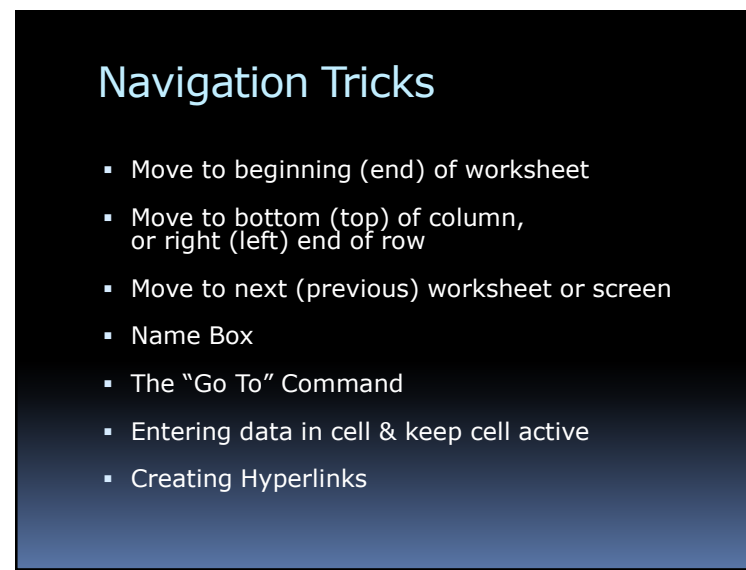 Navigation Tricks
▪ Move to beginning (end) of worksheet
▪ Move to bottom (top) of column,
or right (left) end of row
▪ Move to next (previous) worksheet or screen
▪ Name Box
▪ The “Go To” Command
▪ Entering data in cell & keep cell active
▪ Creating Hyperlinks